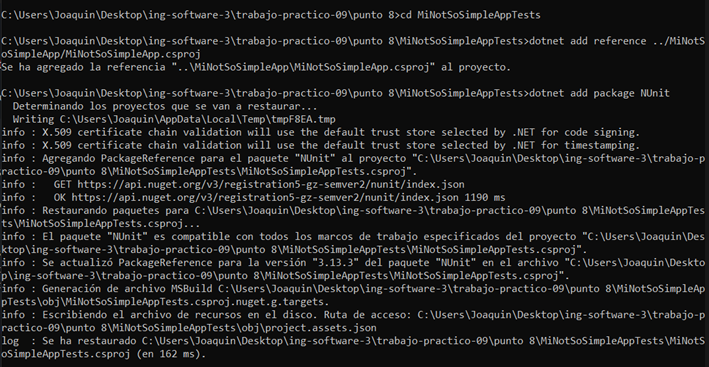 C:\Users\Joaquin\Desktop\ing-software-3\trabajo-practico-09\punto 8>cd MiNotSoSimpleAppTests
C:\Users\Joaquin\Desktop\ing-software-3\trabajo-practico-09\punto 8\MiNotSoSimpleAppTests>dotnet add reference ../MiNotS
oSimpleApp/MiNotSoSimpleApp.csproj
Se ha agregado la referencia "..\MiNotSoSimpleApp\MiNotSoSimpleApp.csproj" al proyecto.
C:\Users\Joaquin\Desktop\ing-software-3\trabajo-practico-09\punto 8\MiNotSoSimpleAppTests>dotnet add package NUnit
Determinando los proyectos que se van a restaurar...
Writing C:\Users\Joaquin\AppData\Local\Temp\tmpF8EA.tmp
info : X.509 certificate chain validation will use the default trust store selected by .NET for code signing.
info : X.509 certificate chain validation will use the default trust store selected by .NET for timestamping.
info : Agregando PackageReference para el paquete "NUnit" al proyecto "C:\Users\Joaquin\Desktop\ing-software-3\trabajo-p
ractico-09\punto 8\MiNotSoSimpleAppTests\MiNotSoSimpleAppTests.csproj".
info :   GET https://api.nuget.org/v3/registration5-gz-semver2/nunit/index.json
info :   OK https://api.nuget.org/v3/registration5-gz-semver2/nunit/index.json 1190 ms
info : Restaurando paquetes para C:\Users\Joaquin\Desktop\ing-software-3\trabajo-practico-09\punto 8\MiNotSoSimpleAppTes
ts\MiNotSoSimpleAppTests.csproj...
info : El paquete "NUnit" es compatible con todos los marcos de trabajo especificados del proyecto "C:\Users\Joaquin\Des
ktop\ing-software-3\trabajo-practico-09\punto 8\MiNotSoSimpleAppTests\MiNotSoSimpleAppTests.csproj".
info : Se actualizó PackageReference para la versión "3.13.3" del paquete "NUnit" en el archivo "C:\Users\Joaquin\Deskto
p\ing-software-3\trabajo-practico-09\punto 8\MiNotSoSimpleAppTests\MiNotSoSimpleAppTests.csproj".
info : Generación de archivo MSBuild C:\Users\Joaquin\Desktop\ing-software-3\trabajo-practico-09\punto 8\MiNotSoSimpleAp
pTests\obj\MiNotSoSimpleAppTests.csproj.nuget.g.targets.
info : Escribiendo el archivo de recursos en el disco. Ruta de acceso: C:\Users\Joaquin\Desktop\ing-software-3\trabajo-p
ractico-09\punto 8\MiNotSoSimpleAppTests\obj\project.assets.json
log  : Se ha restaurado C:\Users\Joaquin\Desktop\ing-software-3\trabajo-practico-09\punto 8\MiNotSoSimpleAppTests\MiNotS
oSimpleAppTests.csproj (en 162 ms).